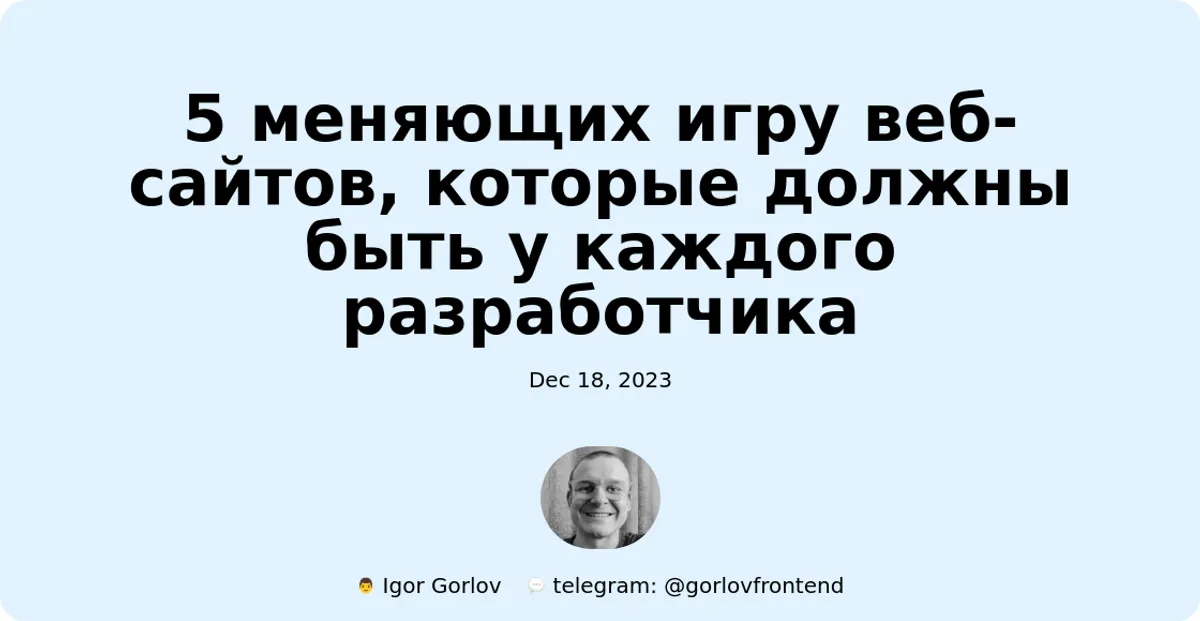 5 меняющих игру веб-
сайтов, которые должны
быть у каждого
разработчика
Dec 18, 2023
Igor Gorlov telegram: @gorlovfrontend